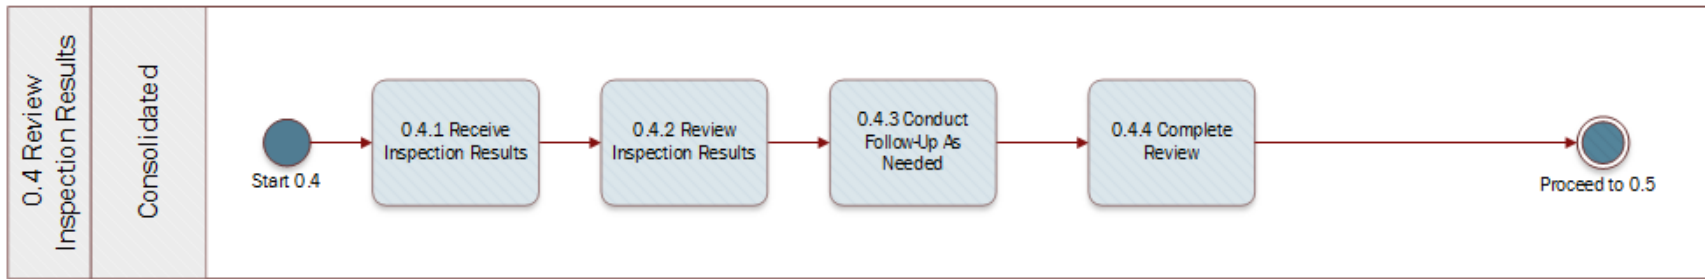 0.4 Review
Inspection Results
Consolidated
Start 0.4
0.4.1 Receive
Inspection Results
0.4.2 Review
Inspection Results
0.4.3 Conduct
Follow-Up As
Needed
0.4.4 Complete
Review
Proceed to 0.5